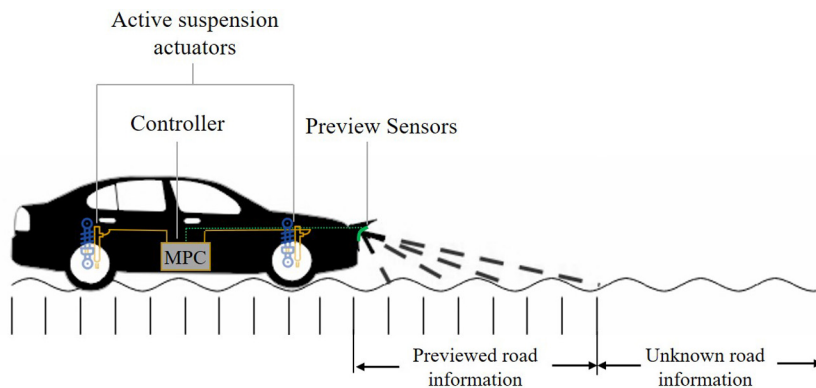 Active suspension
actuators
Controller
Preview Sensors
MPC
Previewed road
information
Unknown road
information